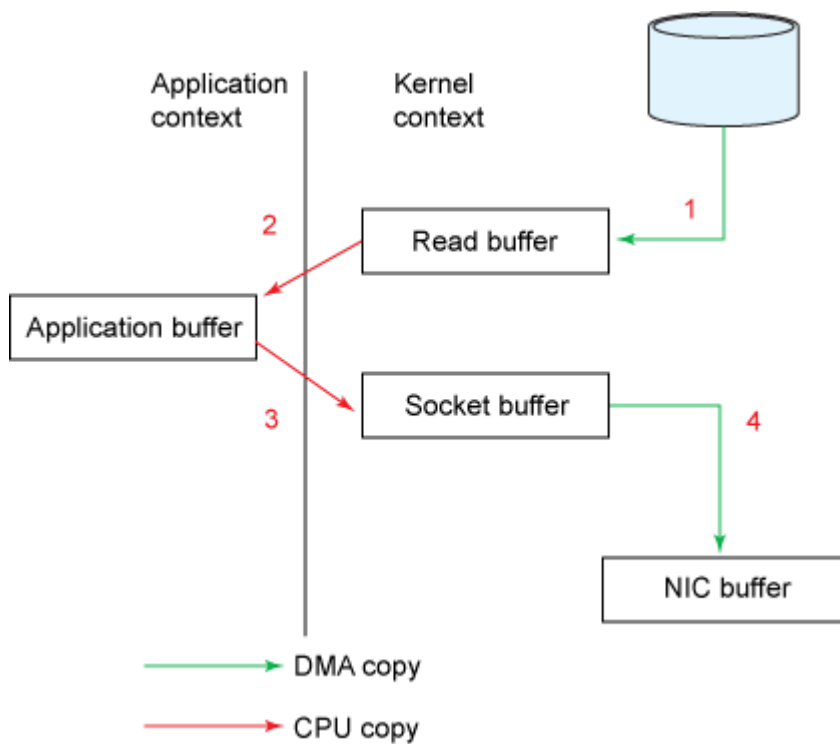 Application
context
Kernel
context
1
2
Read buffer
Application buffer
3
Socket buffer
4
NIC buffer
DMA copy
CPU copy